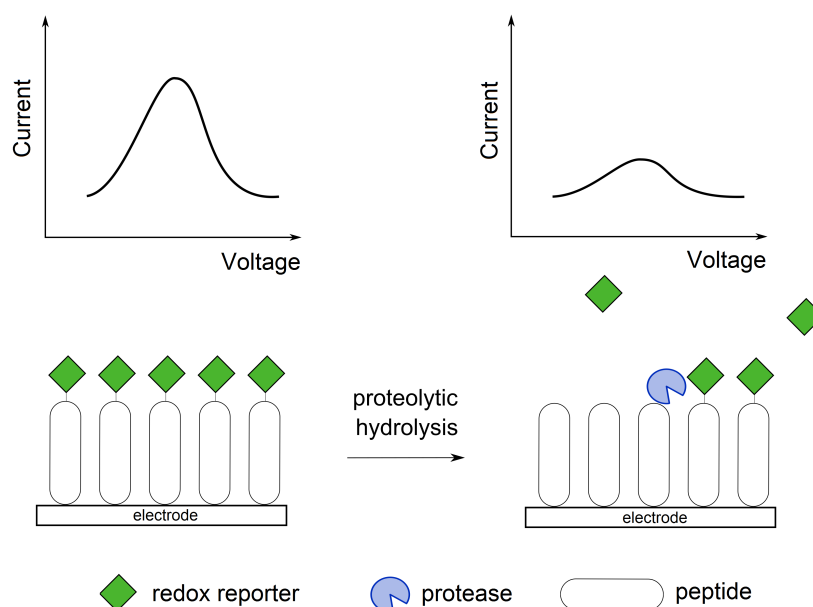 Current
Voltage
Current
Voltage
proteolytic
hydrolysis
electrode
electrode
redox reporter
protease
peptide